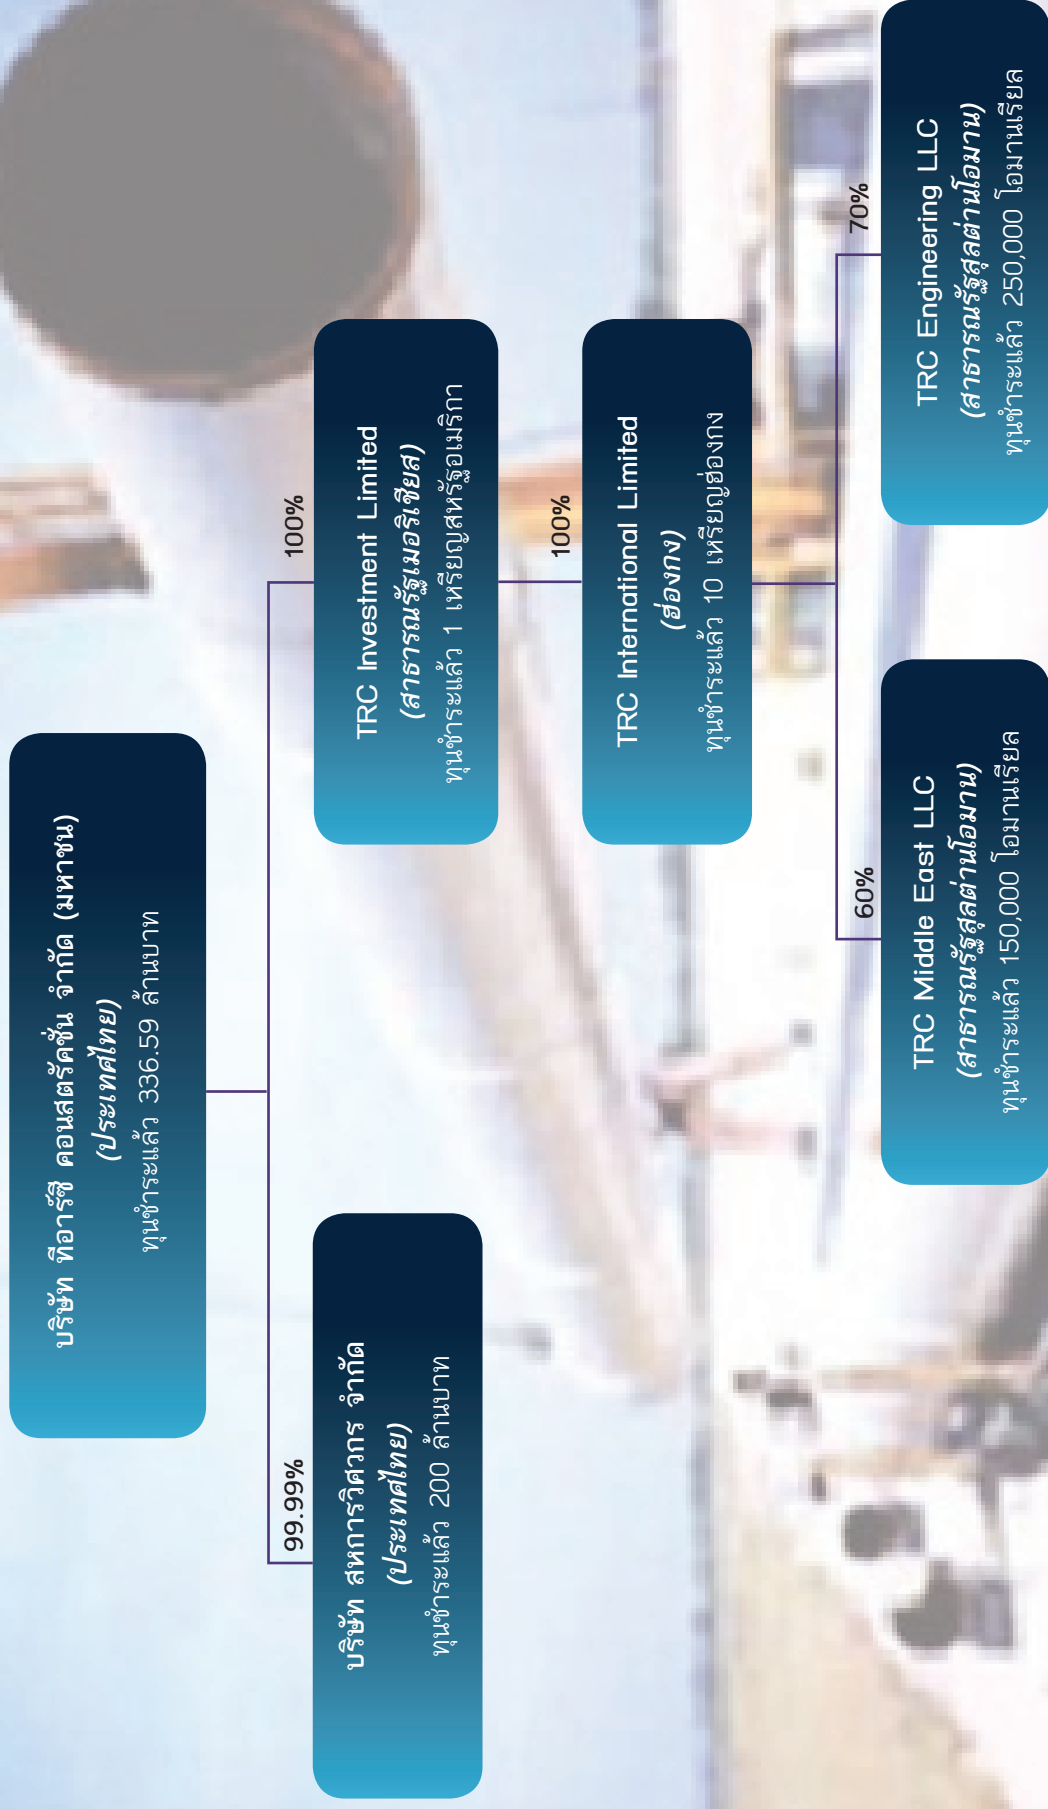 บริษัท ทีอาร์ซี คอนสตรัคชั่น จำกัด (มหาชน)
(ประเทศไทย)
ทุนชำระแล้ว 336.59 ล้านบาท
99.99%
100%
บริษัท สหการวิศวกร จำกัด
(ประเทศไทย)
ทุนชำระแล้ว 200 ล้านบาท
TRC Investment Limited
(สาธารณรัฐเมอริเชียส)
ทุนชำระแล้ว 1 เหรียญสหรัฐอเมริกา
100%
TRC International Limited
(ฮ่องกง)
ทุนชำระแล้ว 10 เหรียญฮ่องกง
60%
70%
TRC Middle East LLC
(สาธารณรัฐสุลต่านโอมาน)
ทุนชำระแล้ว 150,000 โอมานเรียล
TRC Engineering LLC
(สาธารณรัฐสุลต่านโอมาน)
ทุนชำระแล้ว 250,000 โอมานเรียล